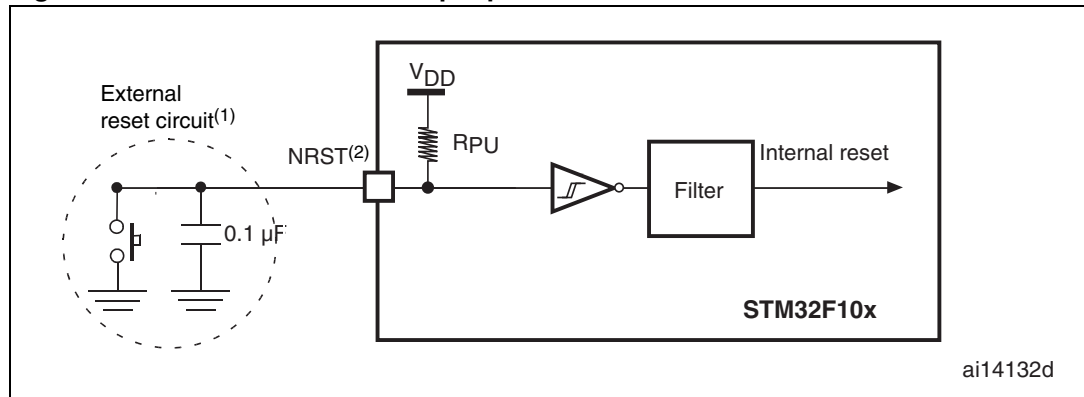 External
reset circuit(1)
VDD
RPU
NRST(2)
Internal reset
Filter
0.1 µF
STM32F10x
ai14132d